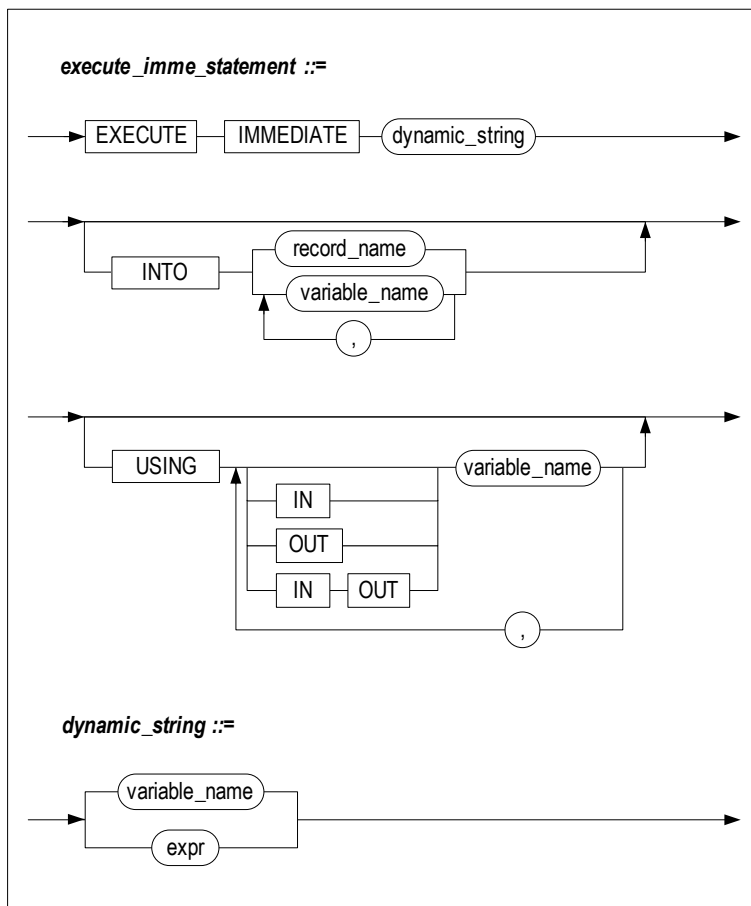 execute_imme_statement ::=
EXECUTE IMMEDIATE dynamic_string
record_name
INTO
variable_name
,
USING variable_name
IN
OUT
IN OUT
,
dynamic_string ::=
variable_name
expr